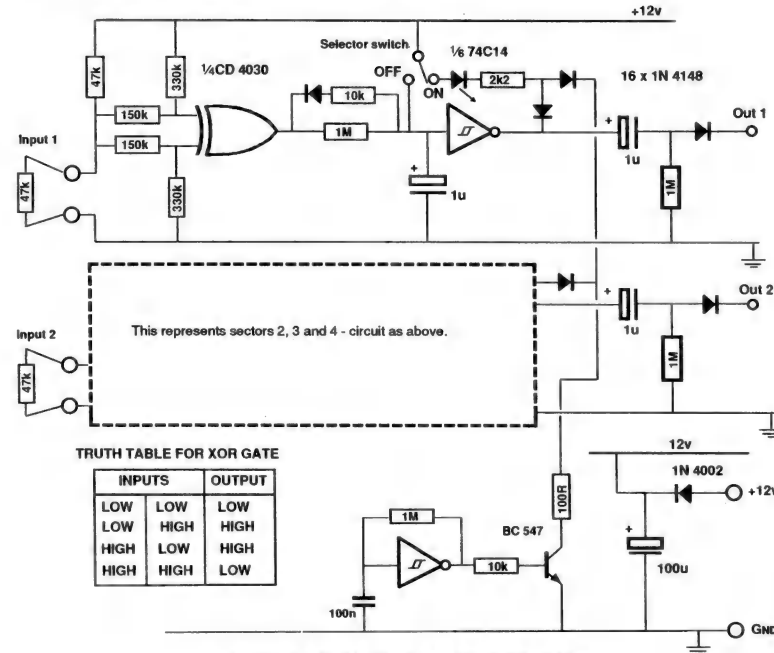 +12v
Selector switch
⅙ 74C14
47k
330k
¼CD 4030
OFF
ON
2k2
16 x 1N 4148
10k
150k
1M
+
Out 1
Input 1
150k
1u
47k
330k
+
1u
1M
Out 2
+
This represents sectors 2, 3 and 4 - circuit as above.
1u
Input 2
1M
47k
TRUTH TABLE FOR XOR GATE
INPUTS OUTPUT
LOW LOW LOW
LOW HIGH HIGH
HIGH LOW HIGH
HIGH HIGH LOW
12v
1N 4002
+12v
100R
1M
BC 547
+
10k
100u
100n
GND